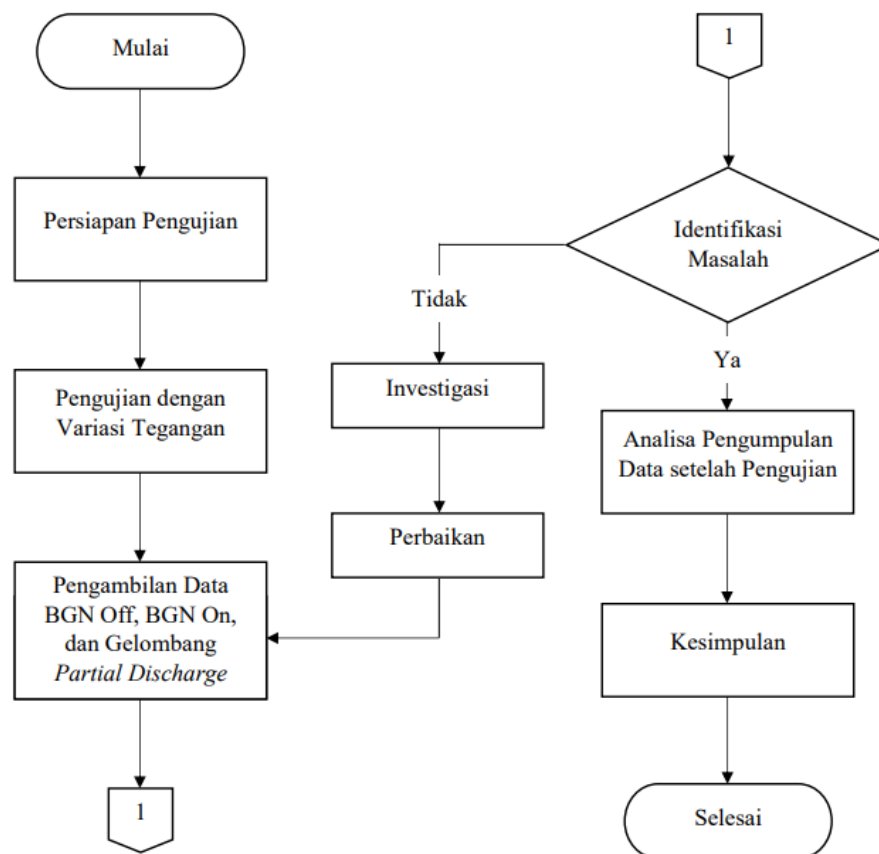 Mulai
Persiapan Pengujian
Pengujian dengan
Variasi Tegangan
Pengambilan Data
BGN Off, BGN On,
dan Gelombang
Partial Discharge
1
1
Identifikasi
Masalah
Tidak
Investigasi
Perbaikan
Ya
Analisa Pengumpulan
Data setelah Pengujian
Kesimpulan
Selesai